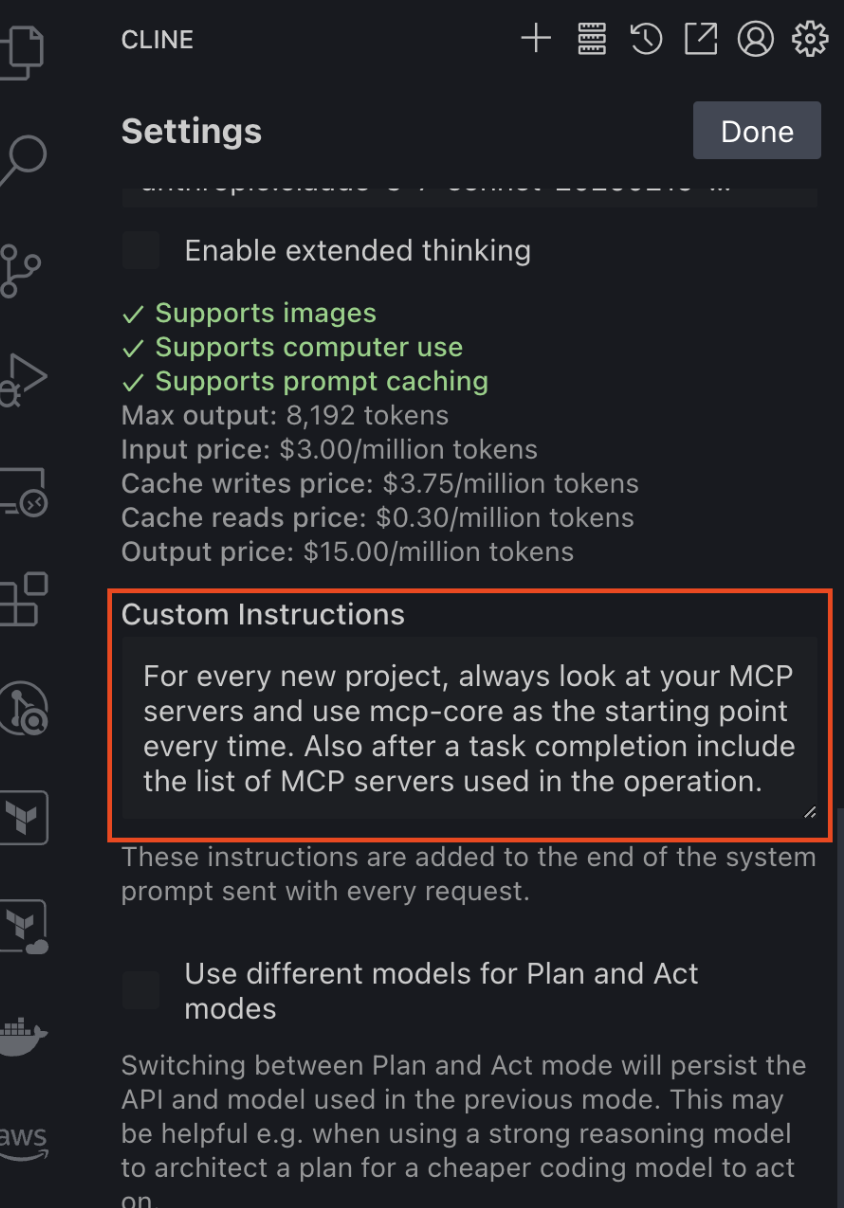 CLINE
Settings
Done
Enable extended thinking
✓ Supports images
✓ Supports computer use
✓ Supports prompt caching
Max output: 8,192 tokens
Input price: $3.00/million tokens
Cache writes price: $3.75/million tokens
Cache reads price: $0.30/million tokens
Output price: $15.00/million tokens
Custom Instructions
For every new project, always look at your MCP
servers and use mcp-core as the starting point
every time. Also after a task completion include
the list of MCP servers used in the operation.
These instructions are added to the end of the system
prompt sent with every request.
Use different models for Plan and Act
modes
Switching between Plan and Act mode will persist the
API and model used in the previous mode. This may
be helpful e.g. when using a strong reasoning model
aws
to architect a plan for a cheaper coding model to act
on.